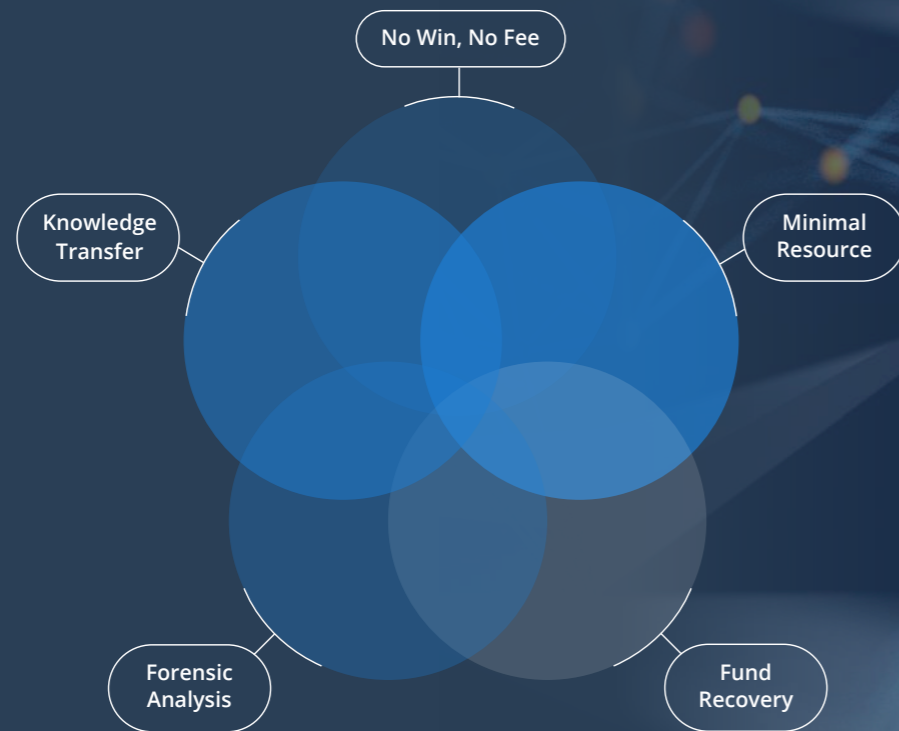 No Win, No Fee
Knowledge
Transfer
Minimal
Resource
Forensic
Analysis
Fund
Recovery